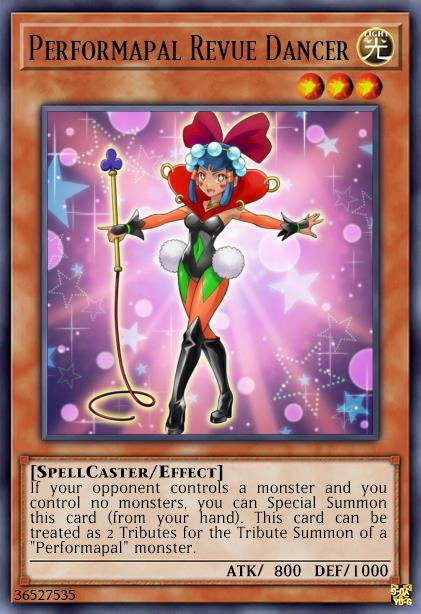 PERFORMAPAL REVUE DANCER
LIGHT
光
[SPELLCASTER/EFFECT]
If your opponent controls a monster and you
control no monsters, you can Special Summon
this card (from your hand). This card can be
treated as 2 Tributes for the Tribute Summon of a
"Performapal" monster.
ATK/ 800 DEF/1000
36527535